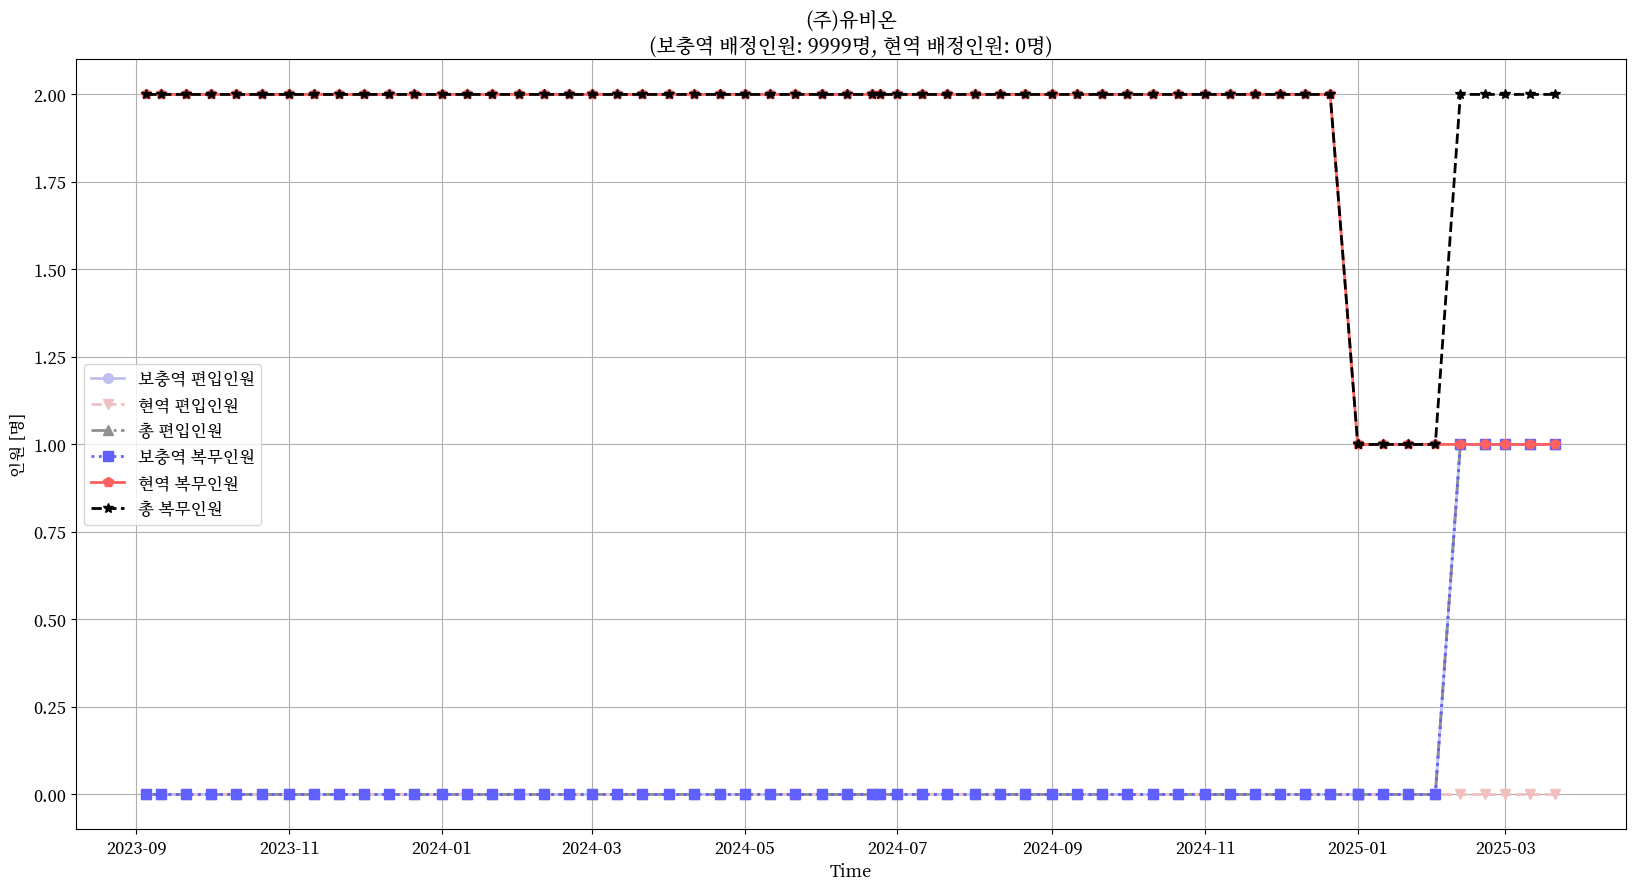 (주)유비온
(보충역 배정인원: 9999명, 현역 배정인원: 0명)
인원 [명]
2.00
1.75
1.50
1.25
1.00
0.75
0.50
0.25
0.00
보충역 편입인원
현역 편입인원
총 편입인원
보충역 복무인원
현역 복무인원
총 복무인원
2023-09
2023-11
2024-01
2024-03
2024-05
2024-07
2024-09
2024-11
2025-01
2025-03
Time